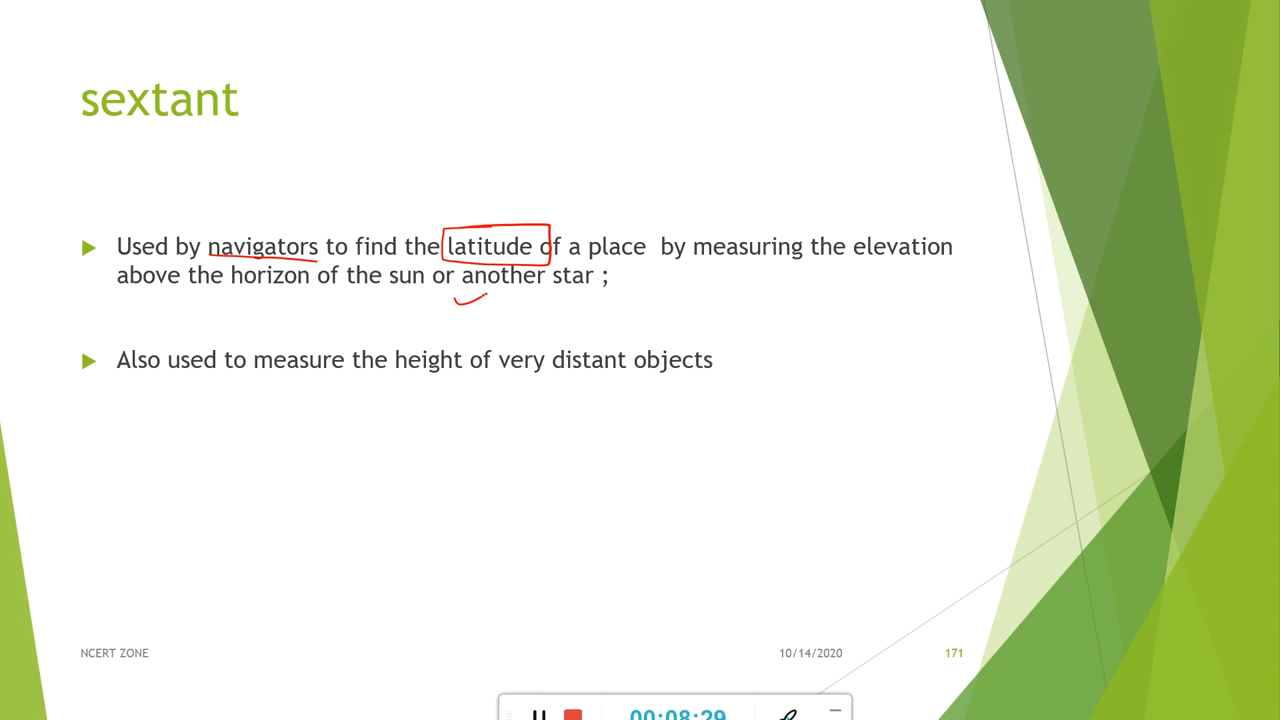 sextant
Used by navigators to find the latitude of a place by measuring the elevation
above the horizon of the sun or another star ;
Also used to measure the height of very distant objects
NCERT ZONE
10/14/2020
171
00:08:29